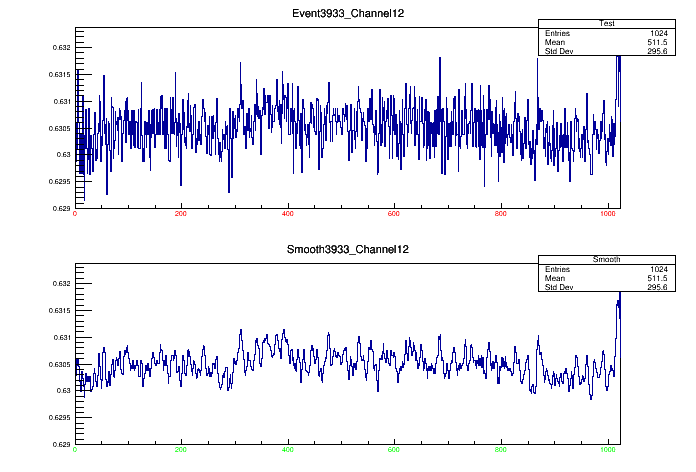 Event3933_Channel12
Test
Entries 1024
Mean 511.5
Std Dev 295.6
0.632
0.6315
0.631
0.6305
0.63
0.6295
0.629
0 200 400 600 800 1000
Smooth3933_Channel12
Smooth
Entries 1024
Mean 511.5
Std Dev 295.6
0.632
0.6315
0.631
0.6305
0.63
0.6295
0.629
0 200 400 600 800 1000